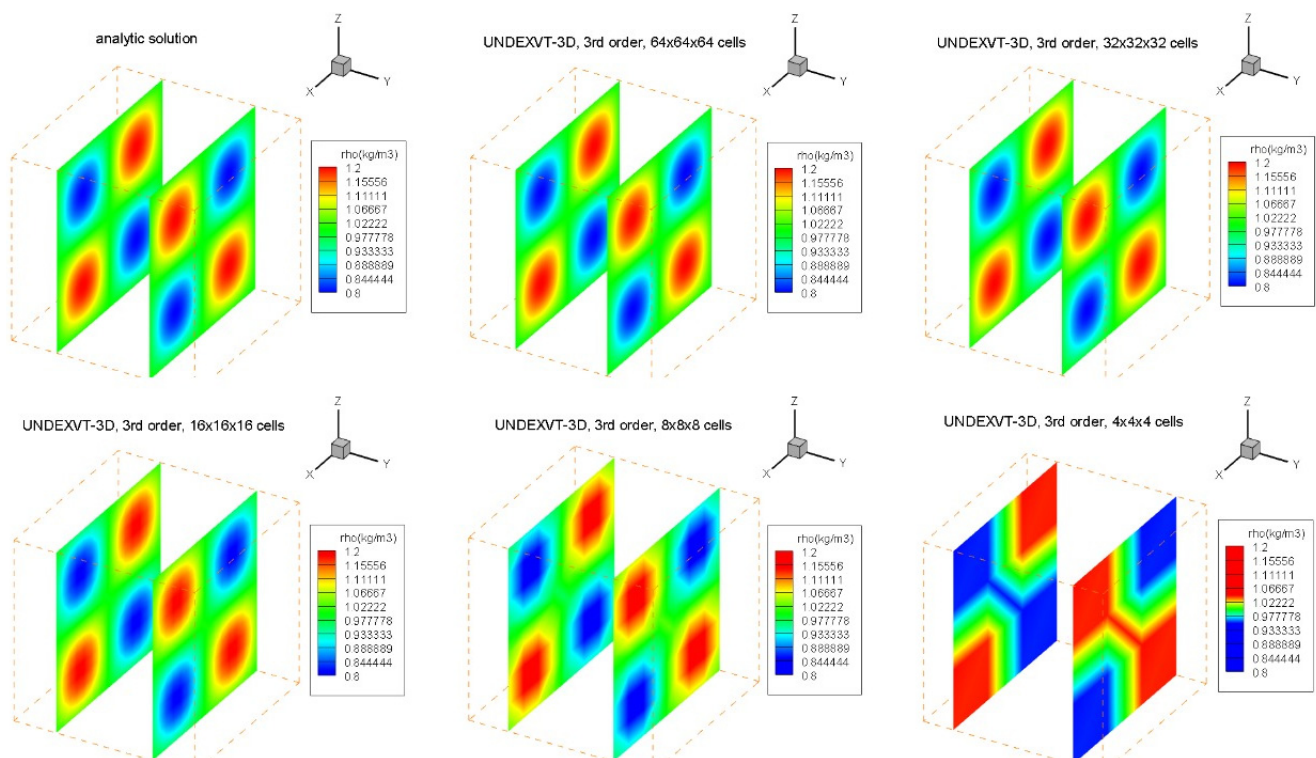 analytic solution
Z
X
Y
rho(kg/m3)
1.2
1.15556
1.11111
1.06667
1.02222
0.977778
0.933333
0.888889
0.844444
0.8
UNDEXVT-3D, 3rd order, 64x64x64 cells
Z
X
Y
rho(kg/m3)
1.2
1.15556
1.11111
1.06667
1.02222
0.977778
0.933333
0.888889
0.844444
0.8
UNDEXVT-3D, 3rd order, 32x32x32 cells
Z
X
Y
rho(kg/m3)
1.2
1.15556
1.11111
1.06667
1.02222
0.977778
0.933333
0.888889
0.844444
0.8
UNDEXVT-3D, 3rd order, 16x16x16 cells
Z
X
Y
rho(kg/m3)
1.2
1.15556
1.11111
1.06667
1.02222
0.977778
0.933333
0.888889
0.844444
0.8
UNDEXVT-3D, 3rd order, 8x8x8 cells
Z
X
Y
rho(kg/m3)
1.2
1.15556
1.11111
1.06667
1.02222
0.977778
0.933333
0.888889
0.844444
0.8
UNDEXVT-3D, 3rd order, 4x4x4 cells
Z
X
Y
rho(kg/m3)
1.2
1.15556
1.11111
1.06667
1.02222
0.977778
0.933333
0.888889
0.844444
0.8